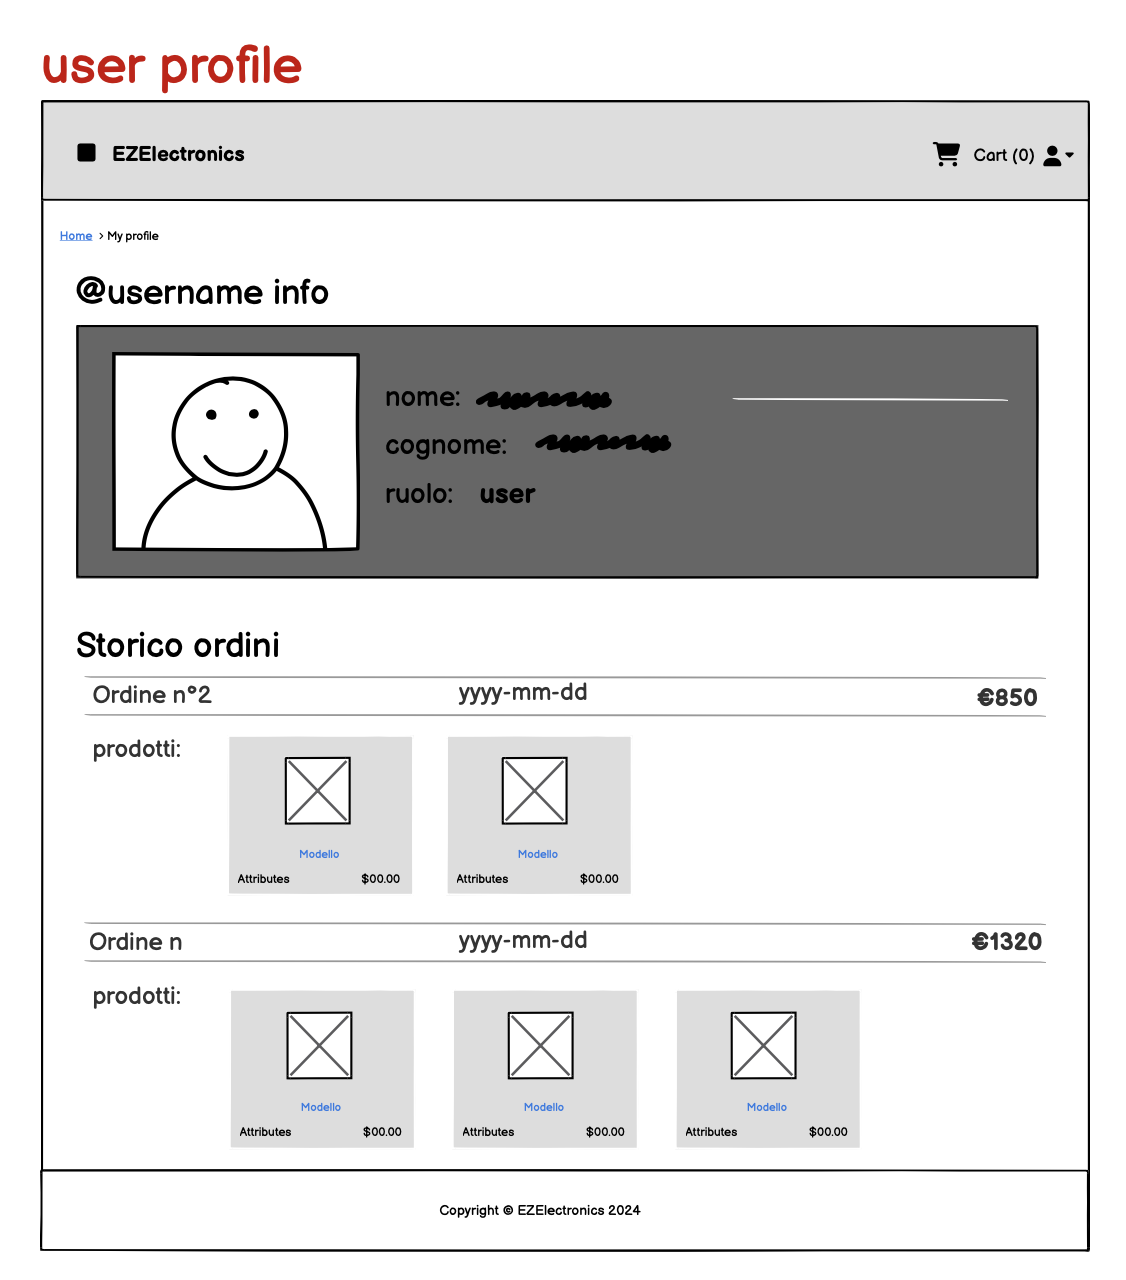 user profile
EZElectronics
Cart (0)
Home > My profile
@username info
nome:
cognome:
ruolo: user
Storico ordini
Ordine n°2 yyyy-mm-dd €850
prodotti:
Modello Modello
Attributes $00.00 Attributes $00.00
Ordine n yyyy-mm-dd €1320
prodotti:
Modello Modello Modello
Attributes $00.00 Attributes $00.00 Attributes $00.00
Copyright © EZElectronics 2024